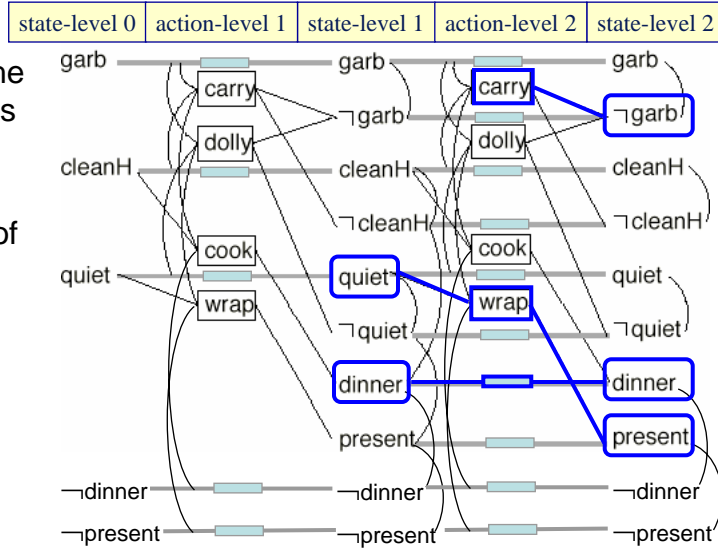 state-level 0 action-level 1 state-level 1 action-level 2 state-level 2
garb garb garb
ne
carry carry
s
¬garb ¬garb
dolly dolly
cleanH cleanH cleanH
of
¬cleanH ¬cleanH
cook cook
quiet quiet quiet
wrap wrap
¬quiet ¬quiet
dinner dinner
present present
¬dinner ¬dinner ¬dinner
¬present ¬present ¬present